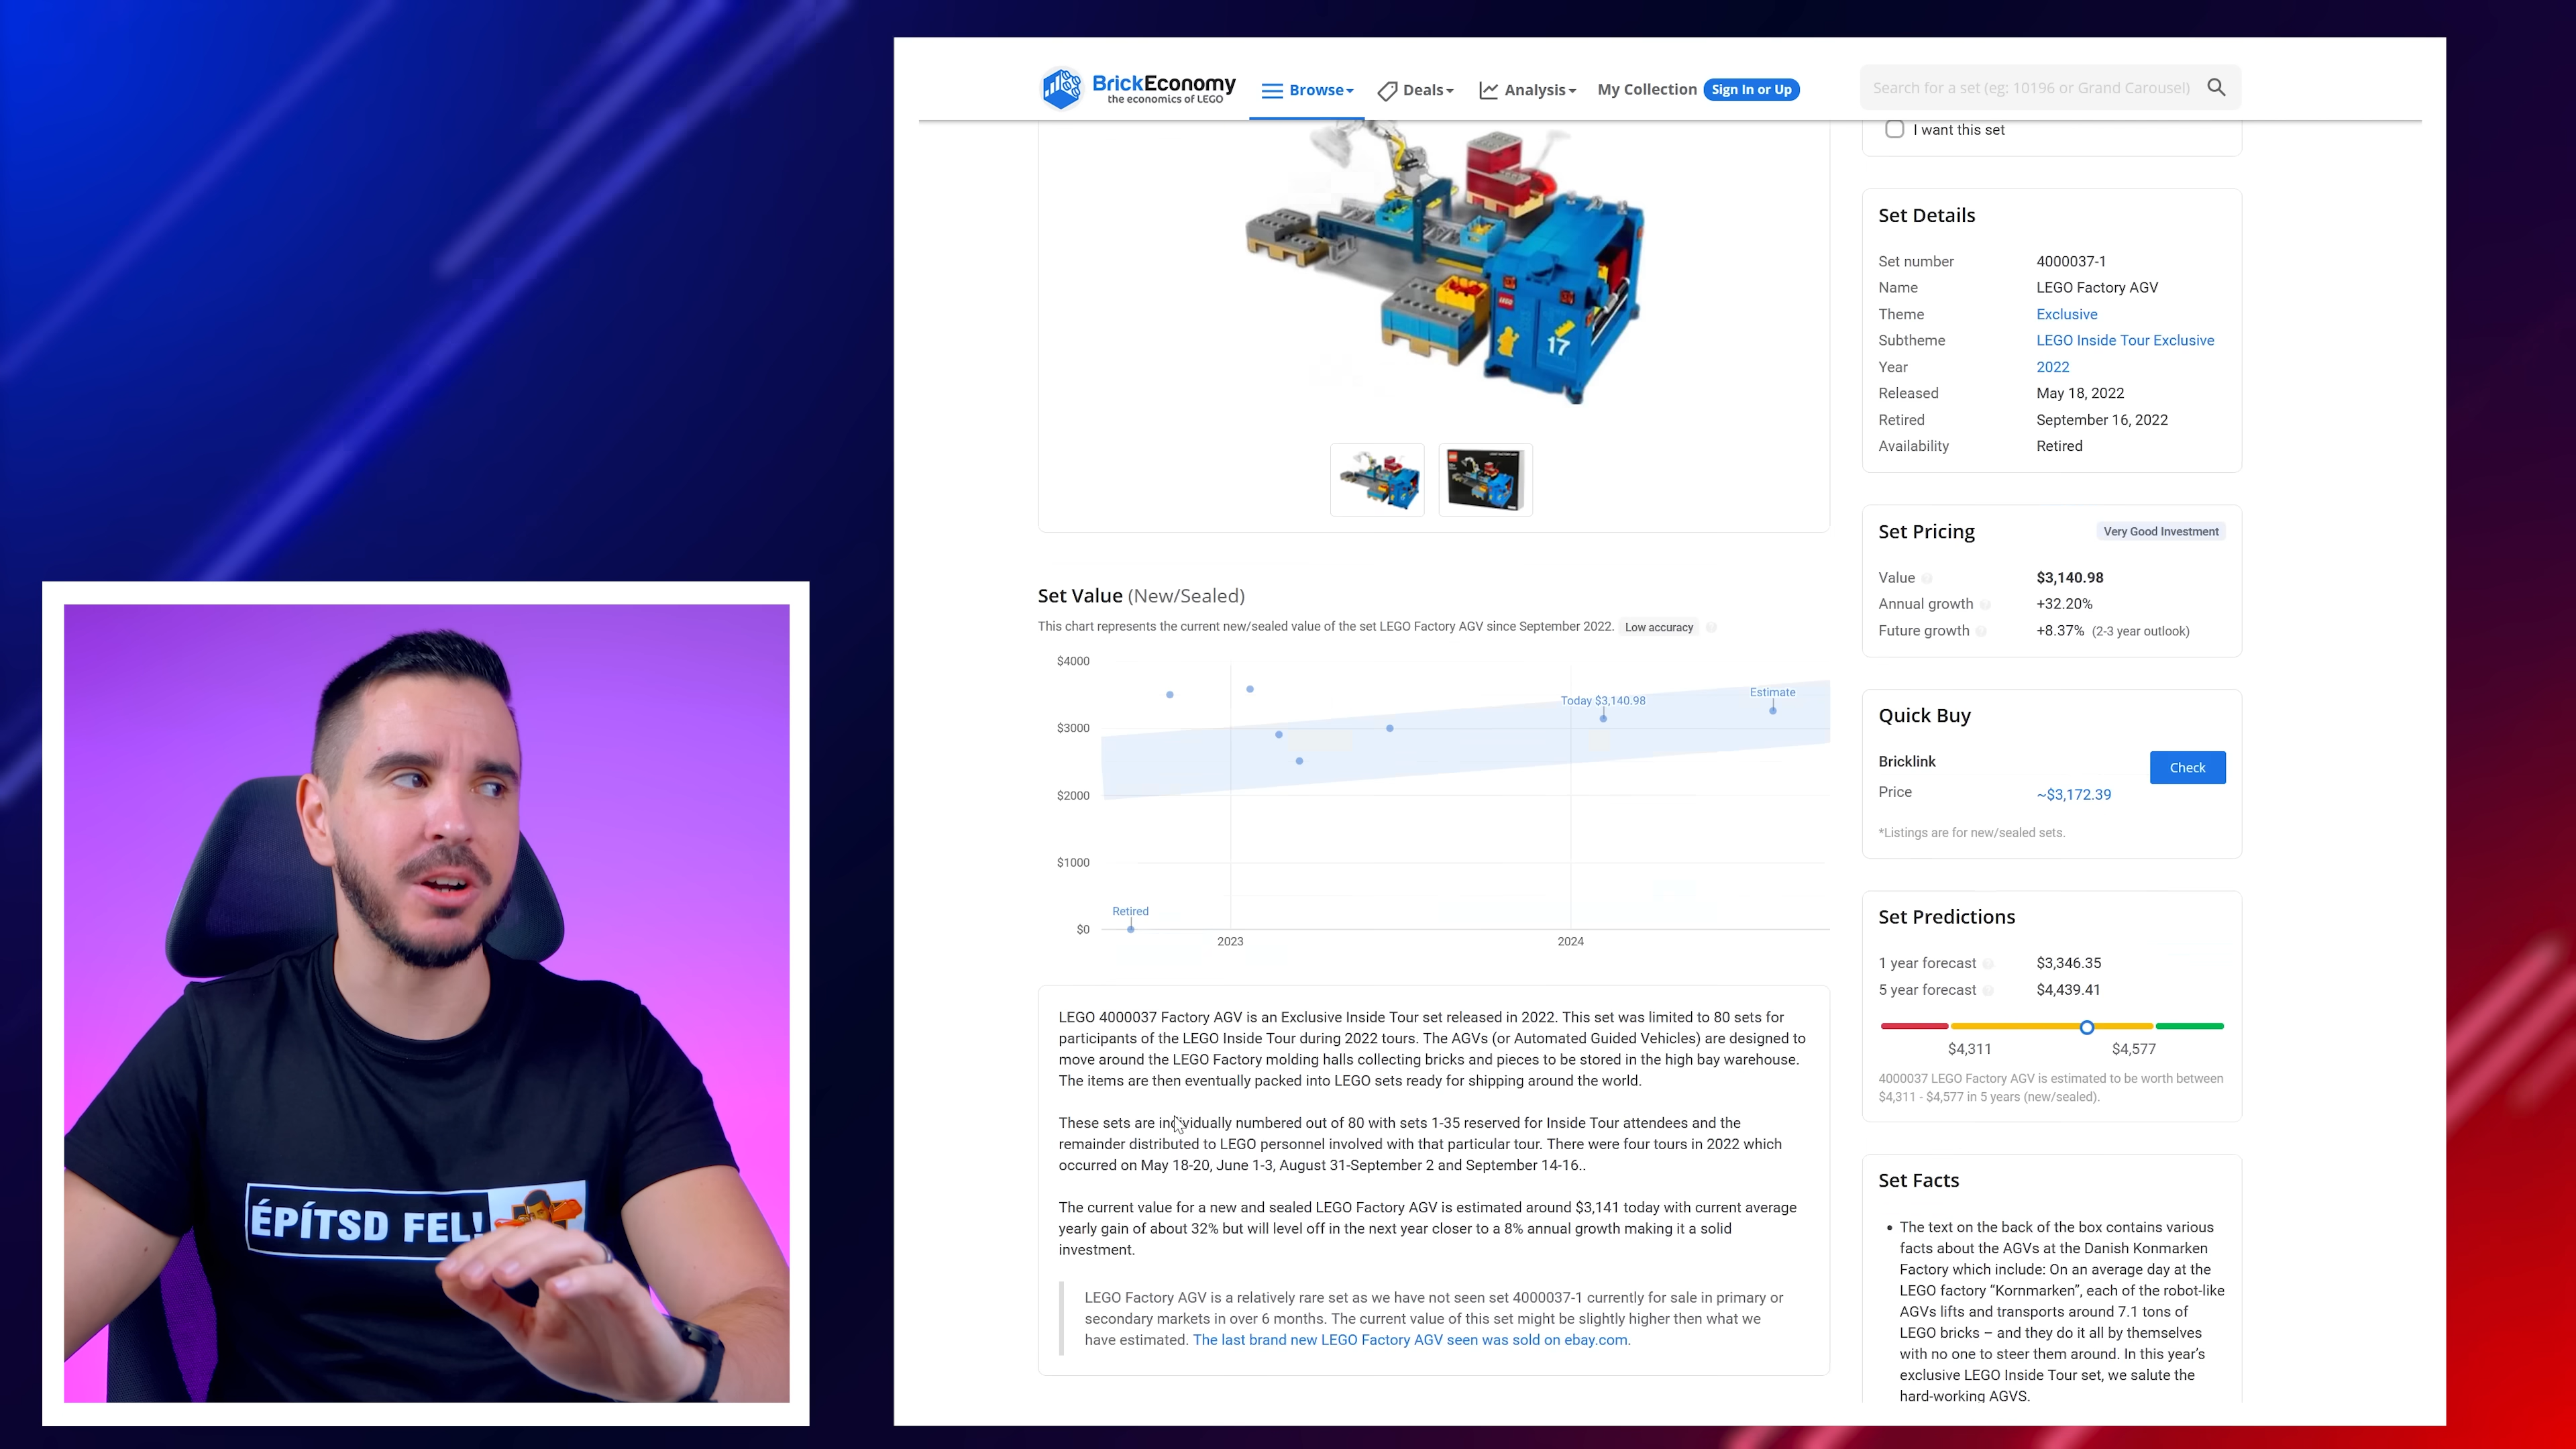 BrickEconomy
the economics of LEGO
Browse
Deals
Analysis
My Collection
Sign In or Up
Search for a set (eg: 10196 or Grand Carousel)
I want this set
LEGO
17
Set Details
Set number 4000037-1
Name LEGO Factory AGV
Theme Exclusive
Subtheme LEGO Inside Tour Exclusive
Year 2022
Released May 18, 2022
Retired September 16, 2022
Availability Retired
Set Pricing
Very Good Investment
Value $3,140.98
Annual growth +32.20%
Future growth +8.37% (2-3 year outlook)
Quick Buy
Bricklink
Check
Price ~$3,172.39
*Listings are for new/sealed sets.
Set Predictions
1 year forecast $3,346.35
5 year forecast $4,439.41
$4,311 $4,577
4000037 LEGO Factory AGV is estimated to be worth between
$4,311 - $4,577 in 5 years (new/sealed).
Set Facts
• The text on the back of the box contains various
facts about the AGVs at the Danish Konmarken
Factory which include: On an average day at the
LEGO factory “Kornmarken”, each of the robot-like
AGVs lifts and transports around 7.1 tons of
LEGO bricks – and they do it all by themselves
with no one to steer them around. In this year’s
exclusive LEGO Inside Tour set, we salute the
hard-working AGVS.
Set Value (New/Sealed)
This chart represents the current new/sealed value of the set LEGO Factory AGV since September 2022. Low accuracy
$4000
$3000
$2000
$1000
$0
Today $3,140.98
Estimate
Retired
2023
2024
LEGO 4000037 Factory AGV is an Exclusive Inside Tour set released in 2022. This set was limited to 80 sets for
participants of the LEGO Inside Tour during 2022 tours. The AGVs (or Automated Guided Vehicles) are designed to
move around the LEGO Factory molding halls collecting bricks and pieces to be stored in the high bay warehouse.
The items are then eventually packed into LEGO sets ready for shipping around the world.
These sets are individually numbered out of 80 with sets 1-35 reserved for Inside Tour attendees and the
remainder distributed to LEGO personnel involved with that particular tour. There were four tours in 2022 which
occurred on May 18-20, June 1-3, August 31-September 2 and September 14-16..
The current value for a new and sealed LEGO Factory AGV is estimated around $3,141 today with current average
yearly gain of about 32% but will level off in the next year closer to a 8% annual growth making it a solid
investment.
LEGO Factory AGV is a relatively rare set as we have not seen set 4000037-1 currently for sale in primary or
secondary markets in over 6 months. The current value of this set might be slightly higher then what we
have estimated. The last brand new LEGO Factory AGV seen was sold on ebay.com.
ÉPÍTSD FEL!